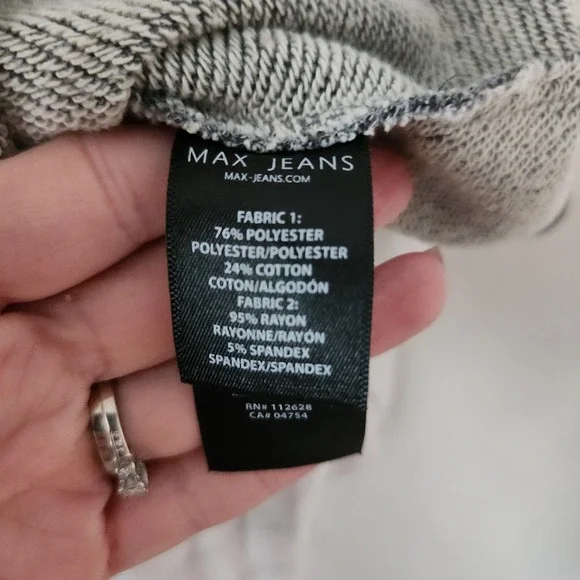 MAX JEANS
MAX-JEANS.COM
FABRIC 1:
76% POLYESTER
POLYESTER/POLYESTER
24% COTTON
COTON/ALGODÓN
FABRIC 2:
95% RAYON
RAYONNE/RAYÓN
5% SPANDEX
SPANDEX/SPANDEX
RN# 112628
CA# 04754